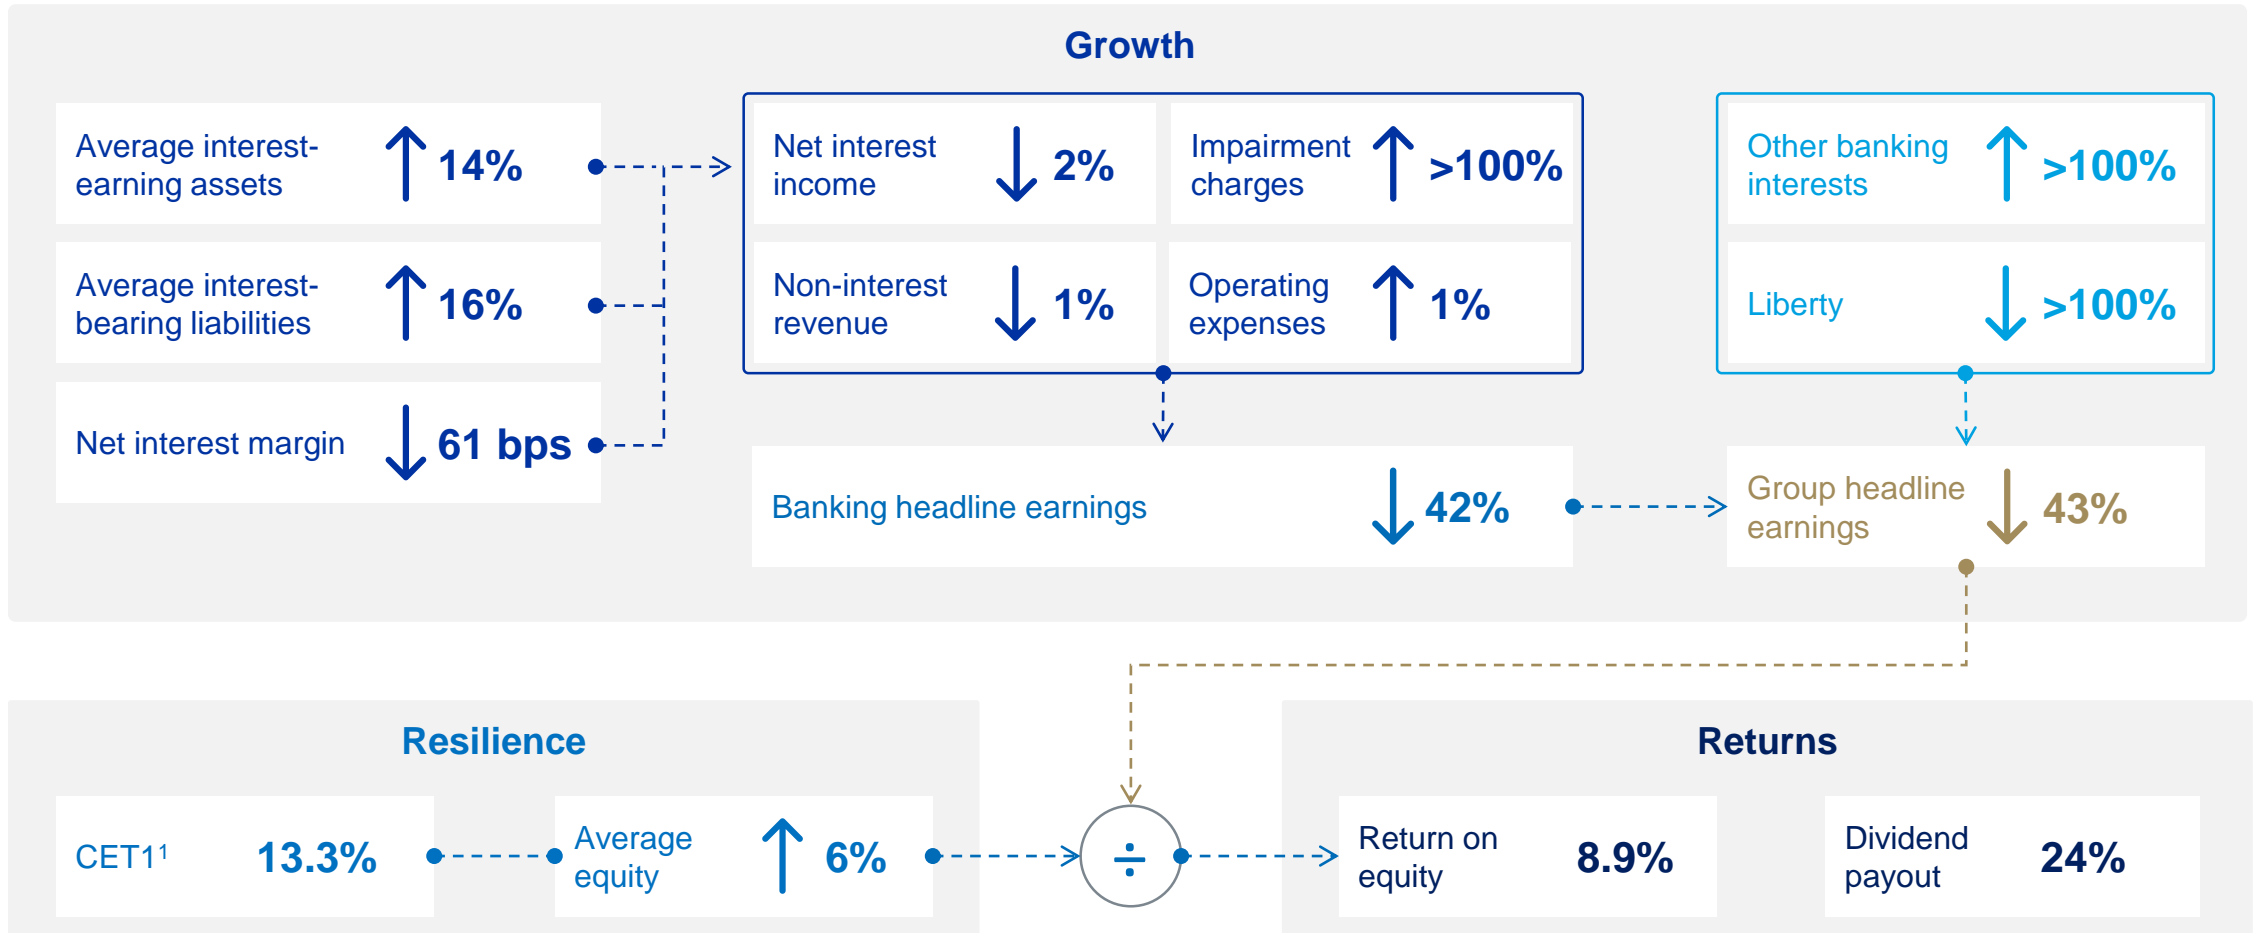 Growth
Average interest-
earning assets
14%
Average interest-
bearing liabilities
16%
Net interest margin
61 bps
Net interest
income
2%
Impairment
charges
>100%
Non-interest
revenue
1%
Operating
expenses
1%
Other banking
interests
>100%
Liberty
>100%
Banking headline earnings
42%
Group headline
earnings
43%
Resilience
CET1¹
13.3%
Average
equity
6%
÷
Returns
Return on
equity
8.9%
Dividend
payout
24%